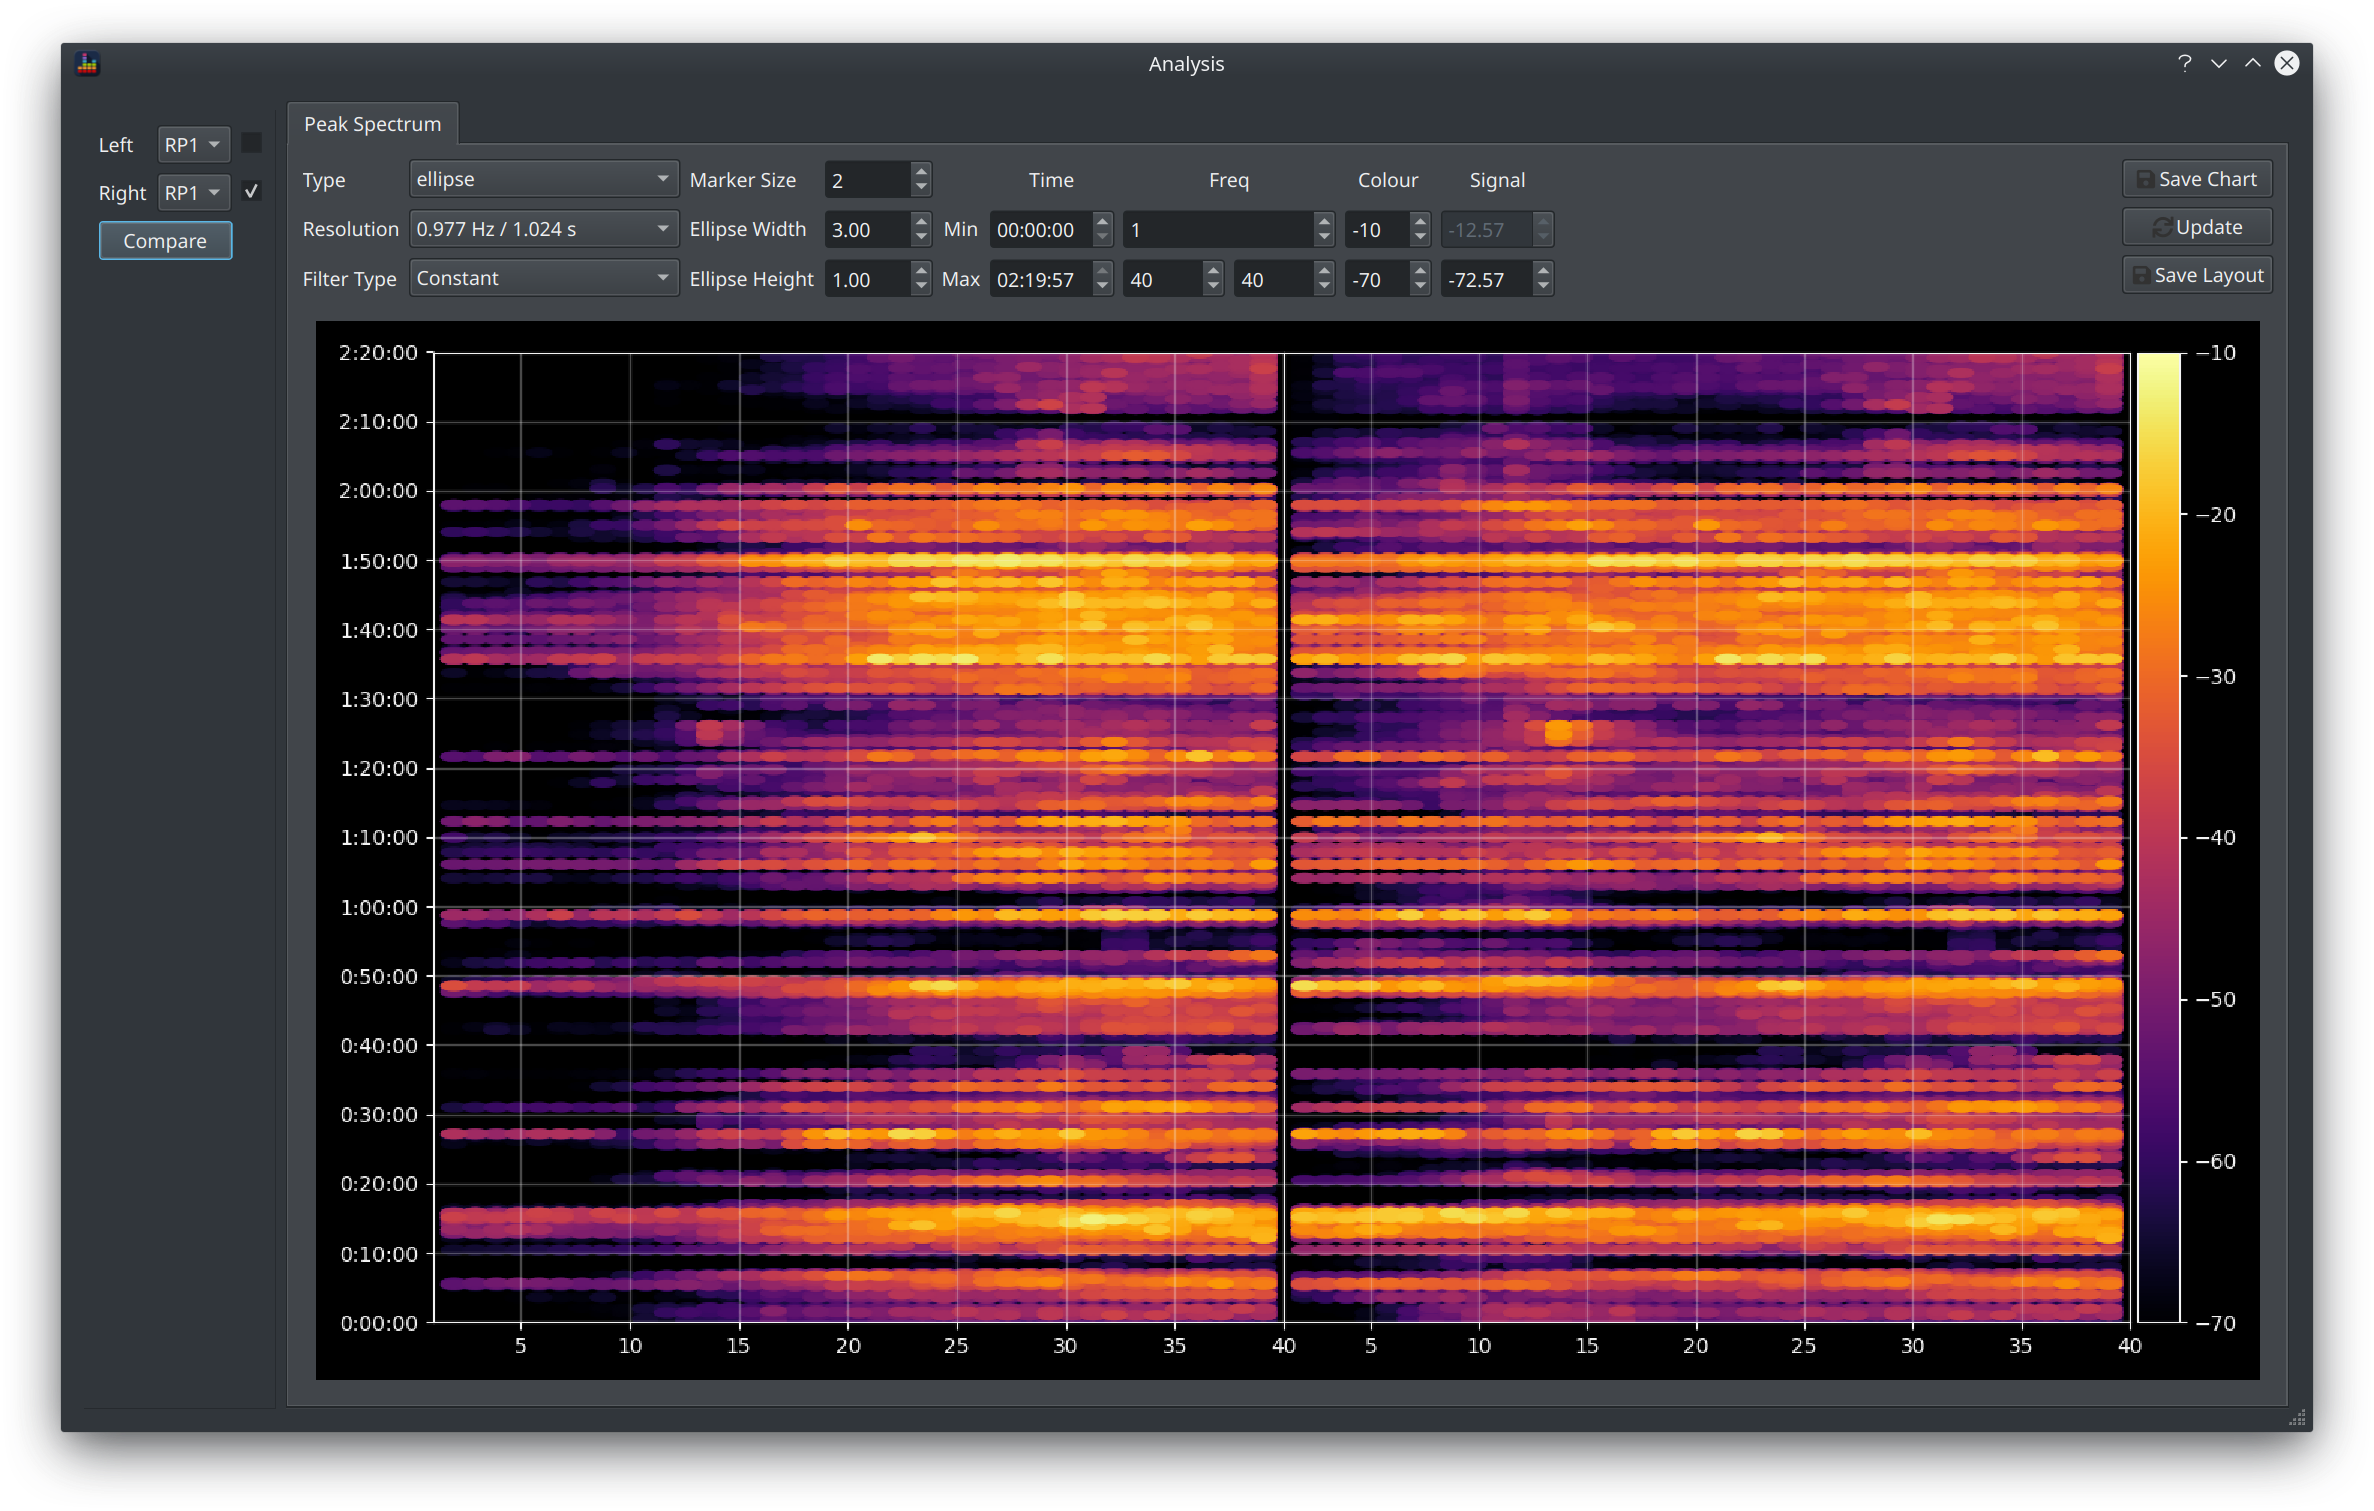 Analysis
Peak Spectrum
Left RP1
Right RP1
Compare
Type ellipse Marker Size 2 Time Freq Colour Signal Save Chart
Resolution 0.977 Hz / 1.024 s Ellipse Width 3.00 Min 00:00:00 1 -10 -12.57 Update
Filter Type Constant Ellipse Height 1.00 Max 02:19:57 40 40 -70 -72.57 Save Layout
2:20:00
2:10:00
2:00:00
1:50:00
1:40:00
1:30:00
1:20:00
1:10:00
1:00:00
0:50:00
0:40:00
0:30:00
0:20:00
0:10:00
0:00:00
5 10 15 20 25 30 35 40 5 10 15 20 25 30 35 40
−10
−20
−30
−40
−50
−60
−70